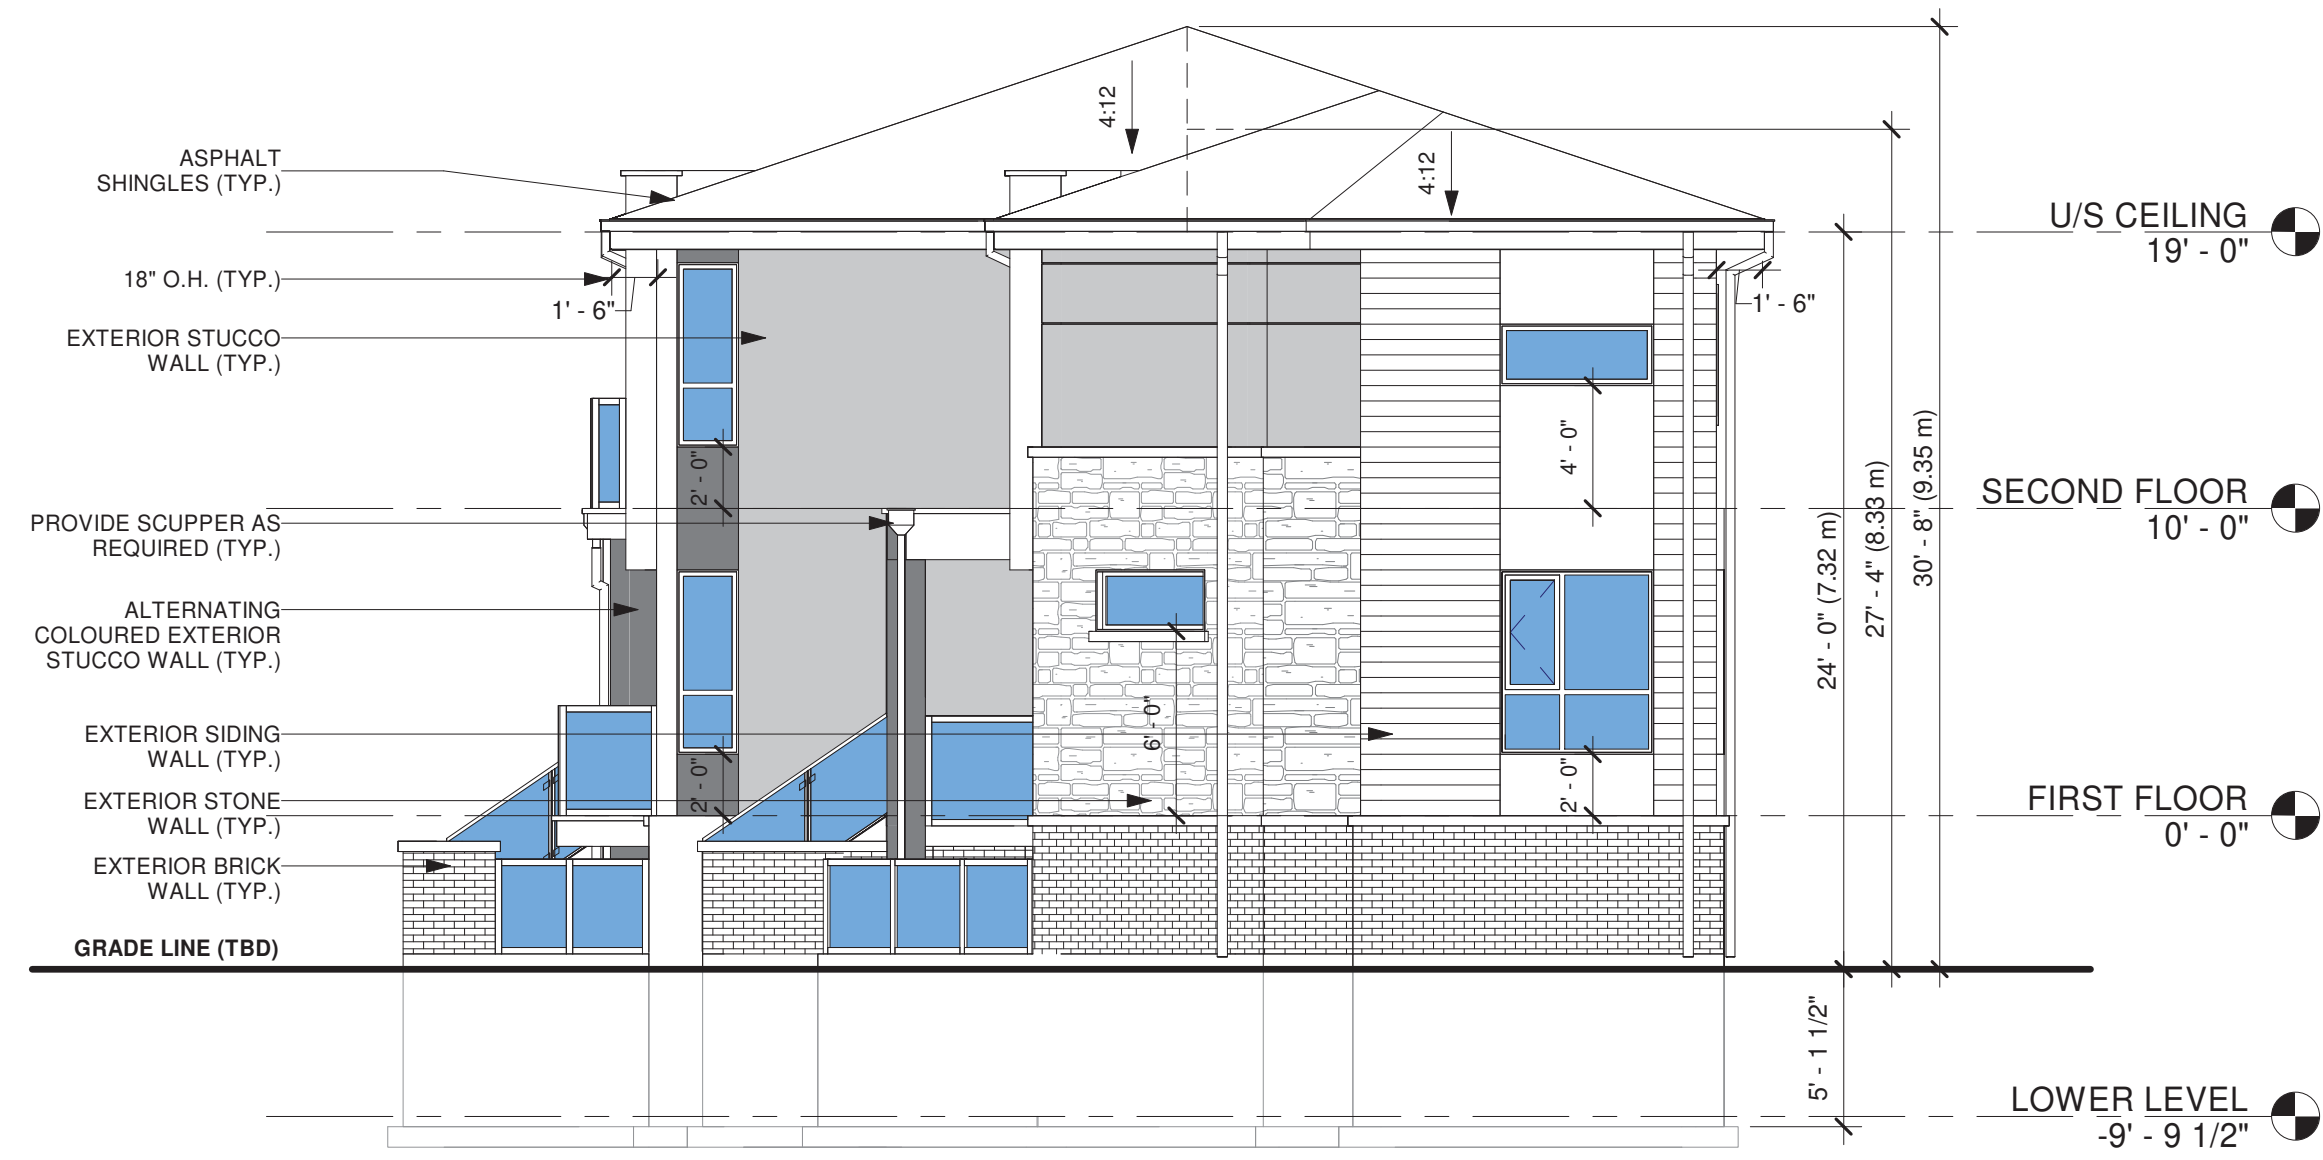 4:12
4:12
ASPHALT
SHINGLES (TYP.)
18" O.H. (TYP.)
1' - 6"
1' - 6"
EXTERIOR STUCCO
WALL (TYP.)
PROVIDE SCUPPER AS
REQUIRED (TYP.)
ALTERNATING
COLOURED EXTERIOR
STUCCO WALL (TYP.)
EXTERIOR SIDING
WALL (TYP.)
EXTERIOR STONE
WALL (TYP.)
EXTERIOR BRICK
WALL (TYP.)
GRADE LINE (TBD)
2' - 0"
2' - 0"
6' - 0"
4' - 0"
2' - 0"
24' - 0" (7.32 m)
27' - 4" (8.33 m)
30' - 8" (9.35 m)
5' - 1 1/2"
U/S CEILING
19' - 0"
SECOND FLOOR
10' - 0"
FIRST FLOOR
0' - 0"
LOWER LEVEL
-9' - 9 1/2"